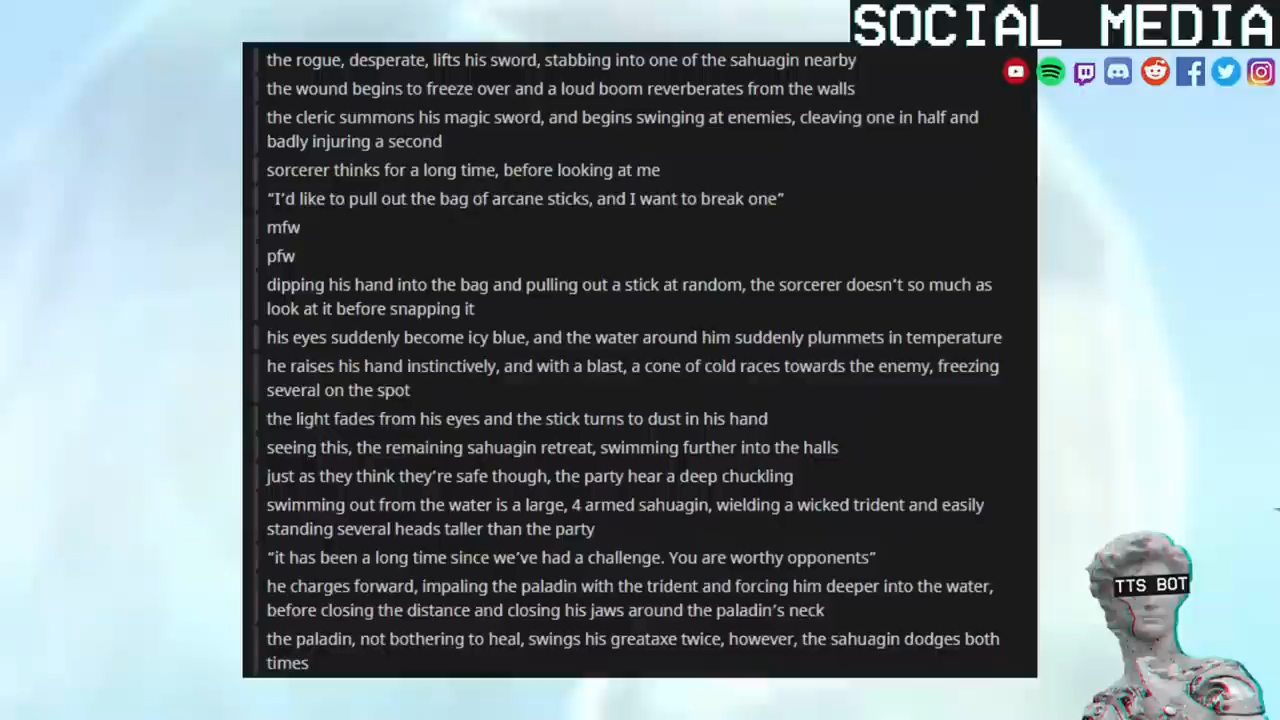 SOCIAL MEDIA
the rogue, desperate, lifts his sword, stabbing into one of the sahuagin nearby
the wound begins to freeze over and a loud boom reverberates from the walls
the cleric summons his magic sword, and begins swinging at enemies, cleaving one in half and
badly injuring a second
sorcerer thinks for a long time, before looking at me
“I’d like to pull out the bag of arcane sticks, and I want to break one”
mfw
pfw
dipping his hand into the bag and pulling out a stick at random, the sorcerer doesn’t so much as
look at it before snapping it
his eyes suddenly become icy blue, and the water around him suddenly plummets in temperature
he raises his hand instinctively, and with a blast, a cone of cold races towards the enemy, freezing
several on the spot
the light fades from his eyes and the stick turns to dust in his hand
seeing this, the remaining sahuagin retreat, swimming further into the halls
just as they think they’re safe though, the party hear a deep chuckling
swimming out from the water is a large, 4 armed sahuagin, wielding a wicked trident and easily
standing several heads taller than the party
“it has been a long time since we’ve had a challenge. You are worthy opponents”
he charges forward, impaling the paladin with the trident and forcing him deeper into the water,
before closing the distance and closing his jaws around the paladin’s neck
the paladin, not bothering to heal, swings his greataxe twice, however, the sahuagin dodges both
times
TTS BOT